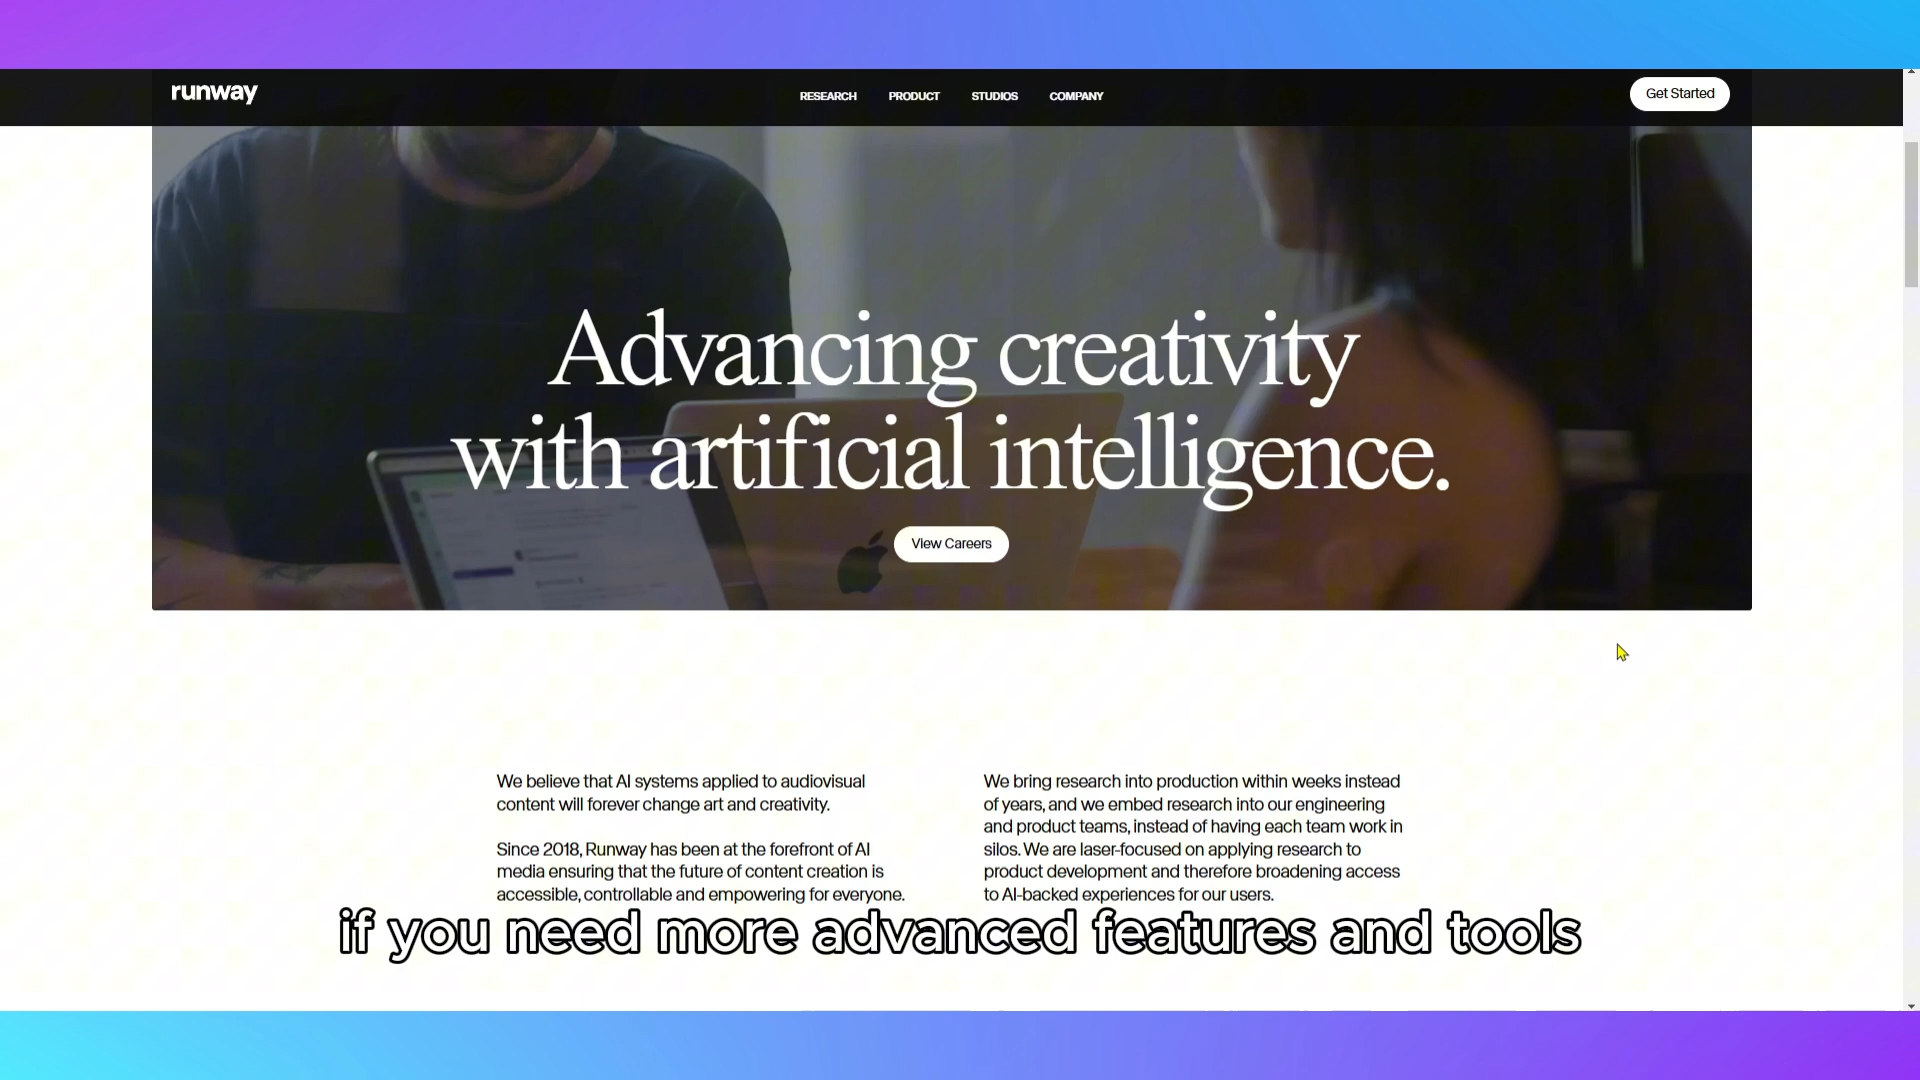 runway
RESEARCH PRODUCT STUDIOS COMPANY
Get Started
Advancing creativity
with artificial intelligence.
View Careers
We believe that AI systems applied to audiovisual
content will forever change art and creativity.
Since 2018, Runway has been at the forefront of AI
media ensuring that the future of content creation is
accessible, controllable and empowering for everyone.
We bring research into production within weeks instead
of years, and we embed research into our engineering
and product teams, instead of having each team work in
silos. We are laser-focused on applying research to
product development and therefore broadening access
to AI-backed experiences for our users.
if you need more advanced features and tools